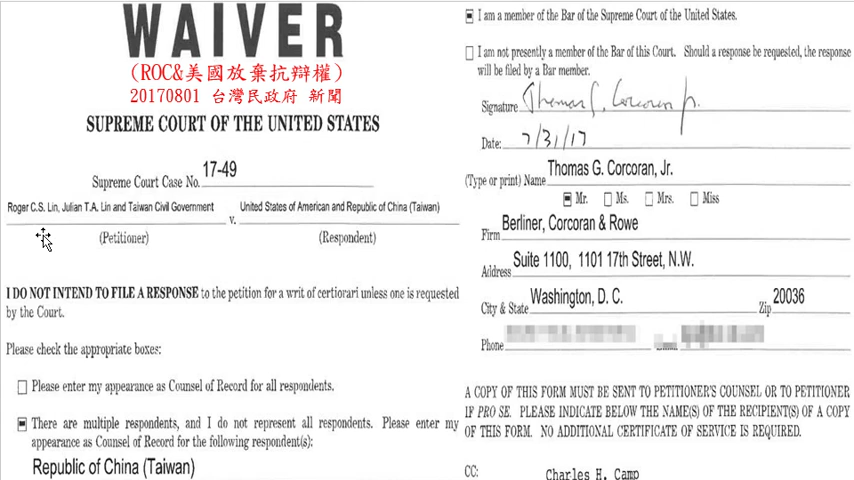 WAIVER
(ROC&美國放棄抗辯權)
20170801 台灣民政府 新聞
SUPREME COURT OF THE UNITED STATES
Supreme Court Case No. 17-49
Roger C.S. Lin, Julian T.A. Lin and Taiwan Civil Government v. United States of American and Republic of China (Taiwan)
(Petitioner) (Respondent)
I DO NOT INTEND TO FILE A RESPONSE to the petition for a writ of certiorari unless one is requested
by the Court.
Please check the appropriate boxes:
Please enter my appearance as Counsel of Record for all respondents.
There are multiple respondents, and I do not represent all respondents. Please enter my
appearance as Counsel of Record for the following respondent(s):
Republic of China (Taiwan)
I am a member of the Bar of the Supreme Court of the United States.
I am not presently a member of the Bar of this Court. Should a response be requested, the response
will be filed by a Bar member.
Signature Thomas G. Corcoran Jr.
Date: 7/31/17
(Type or print) Name Thomas G. Corcoran, Jr.
Mr. Ms. Mrs. Miss
Firm Berliner, Corcoran & Rowe
Address Suite 1100, 1101 17th Street, N.W.
City & State Washington, D. C. Zip 20036
Phone
A COPY OF THIS FORM MUST BE SENT TO PETITIONER'S COUNSEL OR TO PETITIONER
IF PRO SE. PLEASE INDICATE BELOW THE NAME(S) OF THE RECIPIENT(S) OF A COPY
OF THIS FORM. NO ADDITIONAL CERTIFICATE OF SERVICE IS REQUIRED.
CC: Charles H. Camp